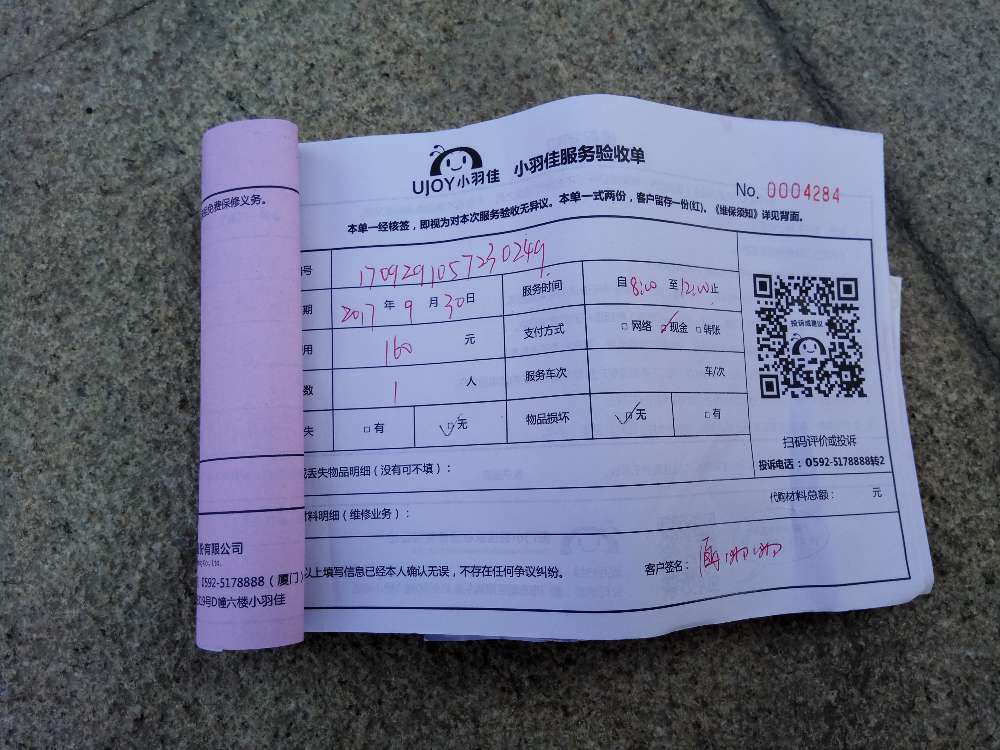 UJOY小羽佳 小羽佳服务验收单
No. 0004284
本单一经核签，即视为对本次服务验收无异议。本单一式两份，客户留存一份(红)。《维保须知》详见背面。
免费保修义务。
号 1709291057230249
期 2017 年 9 月 30 日 服务时间 自 8:00 至 12:00 止
用 160 元 支付方式 □ 网络 ☑ 现金 □ 转账
数 1 人 服务车次 车/次
失 □ 有 ☑ 无 物品损坏 ☑ 无 □ 有
投诉或建议
扫码评价或投诉
投诉电话：0592-5178888转2
丢失物品明细（没有可不填）：
代购材料总额： 元
料明细（维修业务）：
有限公司
Co., Ltd.
0592-5178888（厦门）
号D幢六楼小羽佳
以上填写信息已经本人确认无误，不存在任何争议纠纷。 客户签名：